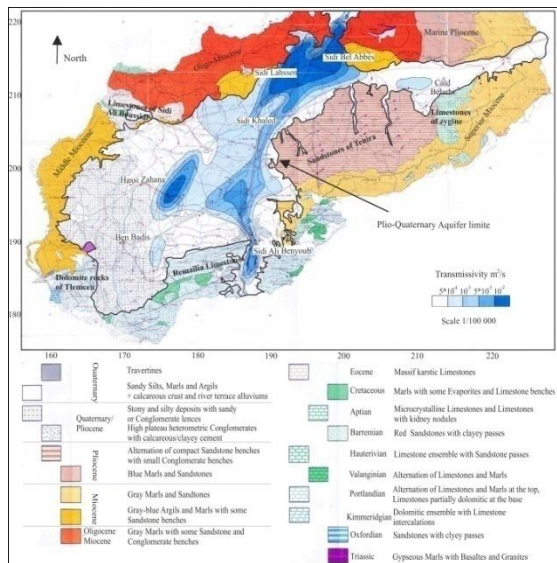 North
Oligo-Miocene
Marine Pliocene
Sidi Bel Abbes
Sidi Lahssen
Caid
Belarbi
Limestones of Sidi
Ali Boussidi
Sidi Khaled
Limestones
of zygine
Superior Miocene
Middle Miocene
Sandstones of Tenira
Hassi Zahana
Plio-Quaternary Aquifer limite
Ben Badis
Sidi Ali Benyoub
Remailia Limestones
Dolomite rocks
of Tlemcen
Transmissivity m²/s
Scale 1/100 000
220
210
200
190
180
160 170 180 190 200 210 220
Quaternary
Travertines
Sandy Silts, Marls and Argils
+ calcareous crust and river terrace alluviums
Quaternary/
Pliocene
Stony and silty deposits with sandy
or Conglomerate lences
High plateau heterometric Conglomerates
with calcareous/clayey cement
Pliocene
Alternation of compact Sandstone benches
with small Conglomerate benches
Blue Marls and Sandstones
Miocene
Gray Marls and Sandtones
Gray-blue Argils and Marls with some
Sandstone benches
Oligocene
Miocene
Gray Marls with some Sandstone and
Conglomerate benches
Eocene
Massif karstic Limestones
Cretaceous
Marls with some Evaporites and Limestone benches
Aptian
Microcrystalline Limestones and Limestones
with kidney nodules
Barremian
Red Sandstones with clayey passes
Hauterivian
Limestone ensemble with Sandstone passes
Valanginian
Alternation of Limestones and Marls
Portlandian
Alternation of Limestones and Marls at the top,
Limestones partially dolomitic at the base
Kimmeridgian
Dolomitic ensemble with Limestone
intercalations
Oxfordian
Sandstones with clyey passes
Triassic
Gypseous Marls with Basaltes and Granites